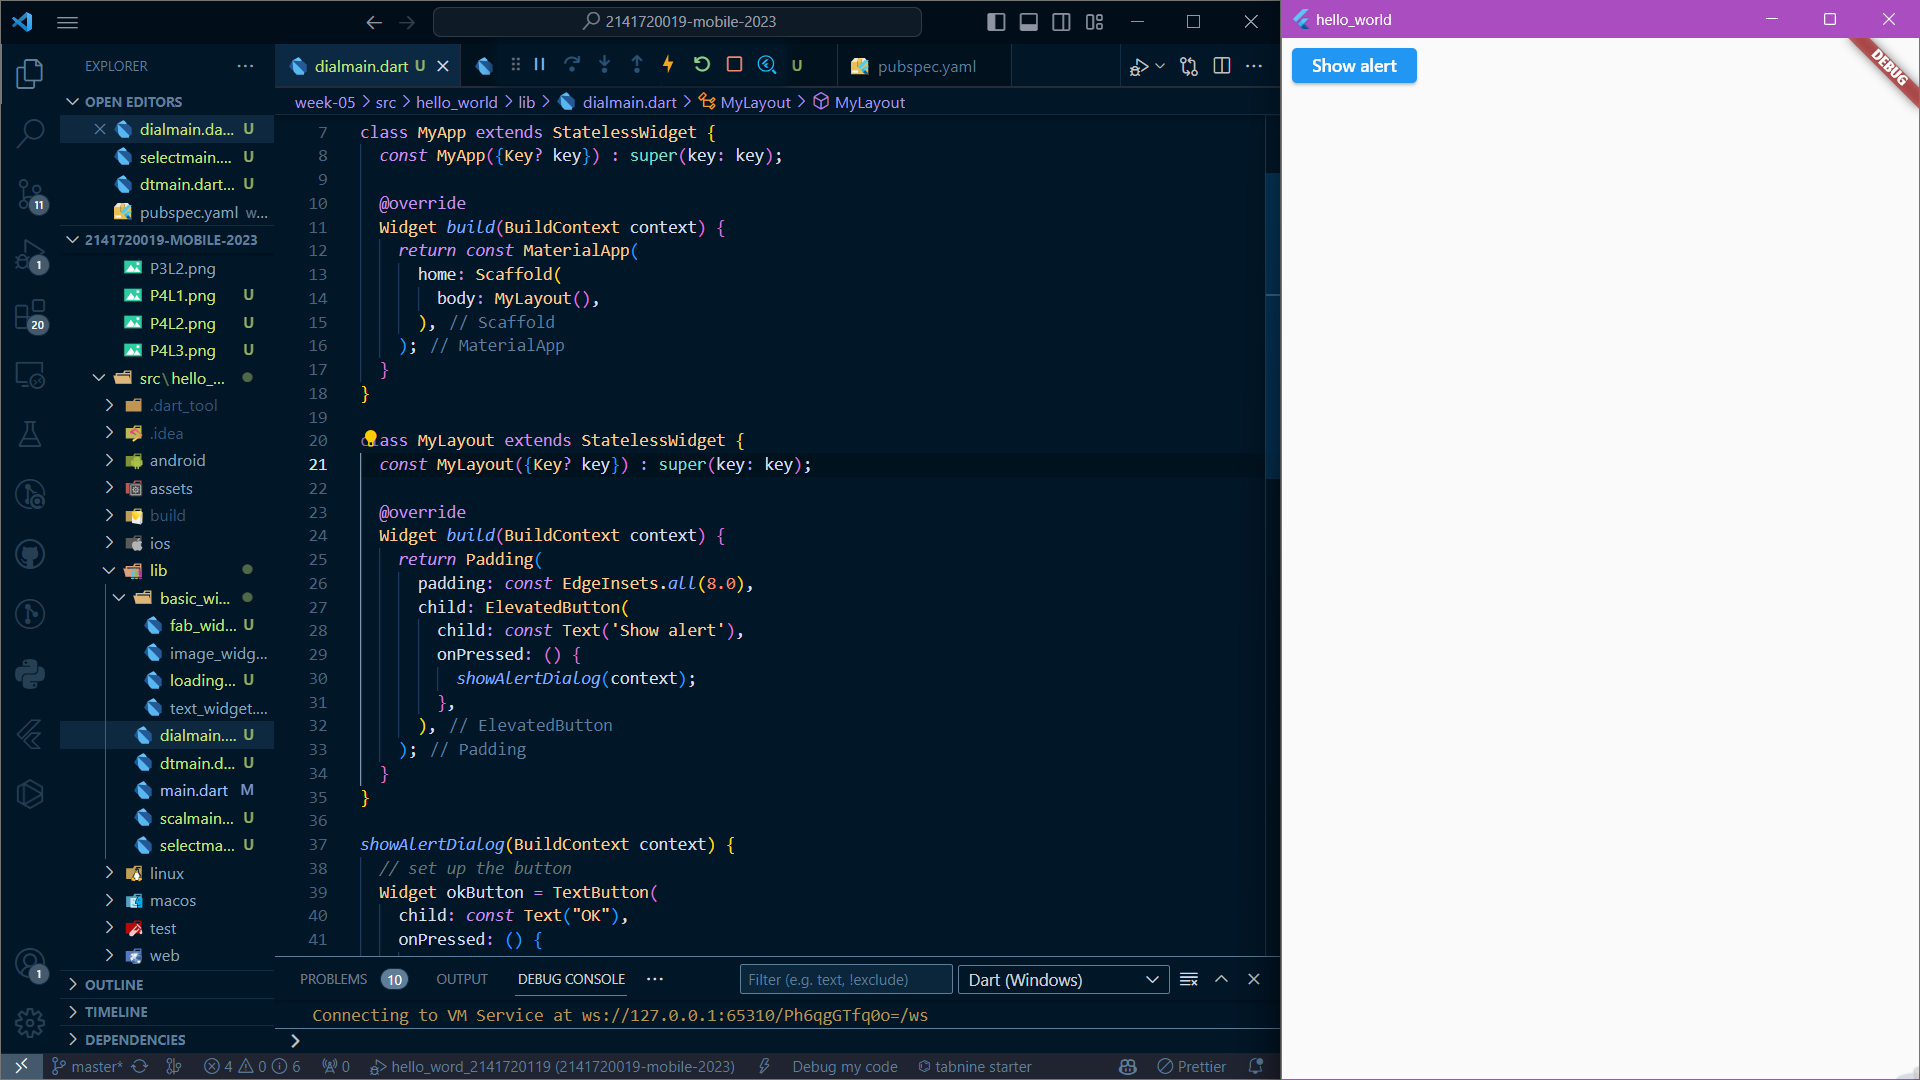 2141720019-mobile-2023
hello_world
EXPLORER
dialmain.dart U
U
pubspec.yaml
Show alert
DEBUG
OPEN EDITORS
week-05 > src > hello_world > lib > dialmain.dart > MyLayout > MyLayout
dialmain.da... U
selectmain.... U
dtmain.dart... U
pubspec.yaml w...
2141720019-MOBILE-2023
P3L2.png
P4L1.png U
P4L2.png U
P4L3.png U
src\hello_...
.dart_tool
.idea
android
assets
build
ios
lib
basic_wi...
fab_wid... U
image_widg...
loading... U
text_widget....
dialmain.... U
dtmain.d... U
main.dart M
scalmain... U
selectma... U
linux
macos
test
web
OUTLINE
TIMELINE
DEPENDENCIES
11
1
20
1
7 class MyApp extends StatelessWidget {
8 const MyApp({Key? key}) : super(key: key);
9
10 @override
11 Widget build(BuildContext context) {
12 return const MaterialApp(
13 home: Scaffold(
14 body: MyLayout(),
15 ), // Scaffold
16 ); // MaterialApp
17 }
18 }
19
20 class MyLayout extends StatelessWidget {
21 const MyLayout({Key? key}) : super(key: key);
22
23 @override
24 Widget build(BuildContext context) {
25 return Padding(
26 padding: const EdgeInsets.all(8.0),
27 child: ElevatedButton(
28 child: const Text('Show alert'),
29 onPressed: () {
30 showAlertDialog(context);
31 },
32 ), // ElevatedButton
33 ); // Padding
34 }
35 }
36
37 showAlertDialog(BuildContext context) {
38 // set up the button
39 Widget okButton = TextButton(
40 child: const Text("OK"),
41 onPressed: () {
PROBLEMS 10 OUTPUT DEBUG CONSOLE ... Filter (e.g. text, !exclude) Dart (Windows)
Connecting to VM Service at ws://127.0.0.1:65310/Ph6qgGTfq0o=/ws
>
master* 4 0 6 0 hello_word_2141720119 (2141720019-mobile-2023) Debug my code tabnine starter Prettier